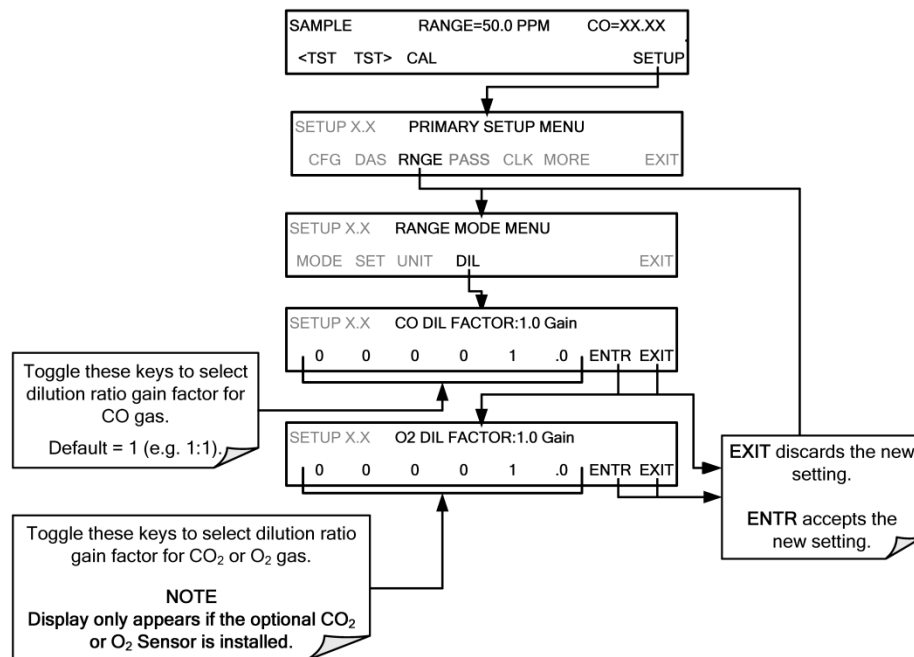 SAMPLE RANGE=50.0 PPM CO=XX.XX
<TST TST> CAL SETUP
SETUP X.X PRIMARY SETUP MENU
CFG DAS RNGE PASS CLK MORE EXIT
SETUP X.X RANGE MODE MENU
MODE SET UNIT DIL EXIT
SETUP X.X CO DIL FACTOR:1.0 Gain
0 0 0 0 1 .0 ENTR EXIT
Toggle these keys to select
dilution ratio gain factor for
CO gas.
Default = 1 (e.g. 1:1).
SETUP X.X O2 DIL FACTOR:1.0 Gain
0 0 0 0 1 .0 ENTR EXIT
EXIT discards the new
setting.
ENTR accepts the
new setting.
Toggle these keys to select dilution ratio
gain factor for CO₂ or O₂ gas.
NOTE
Display only appears if the optional CO₂
or O₂ Sensor is installed.